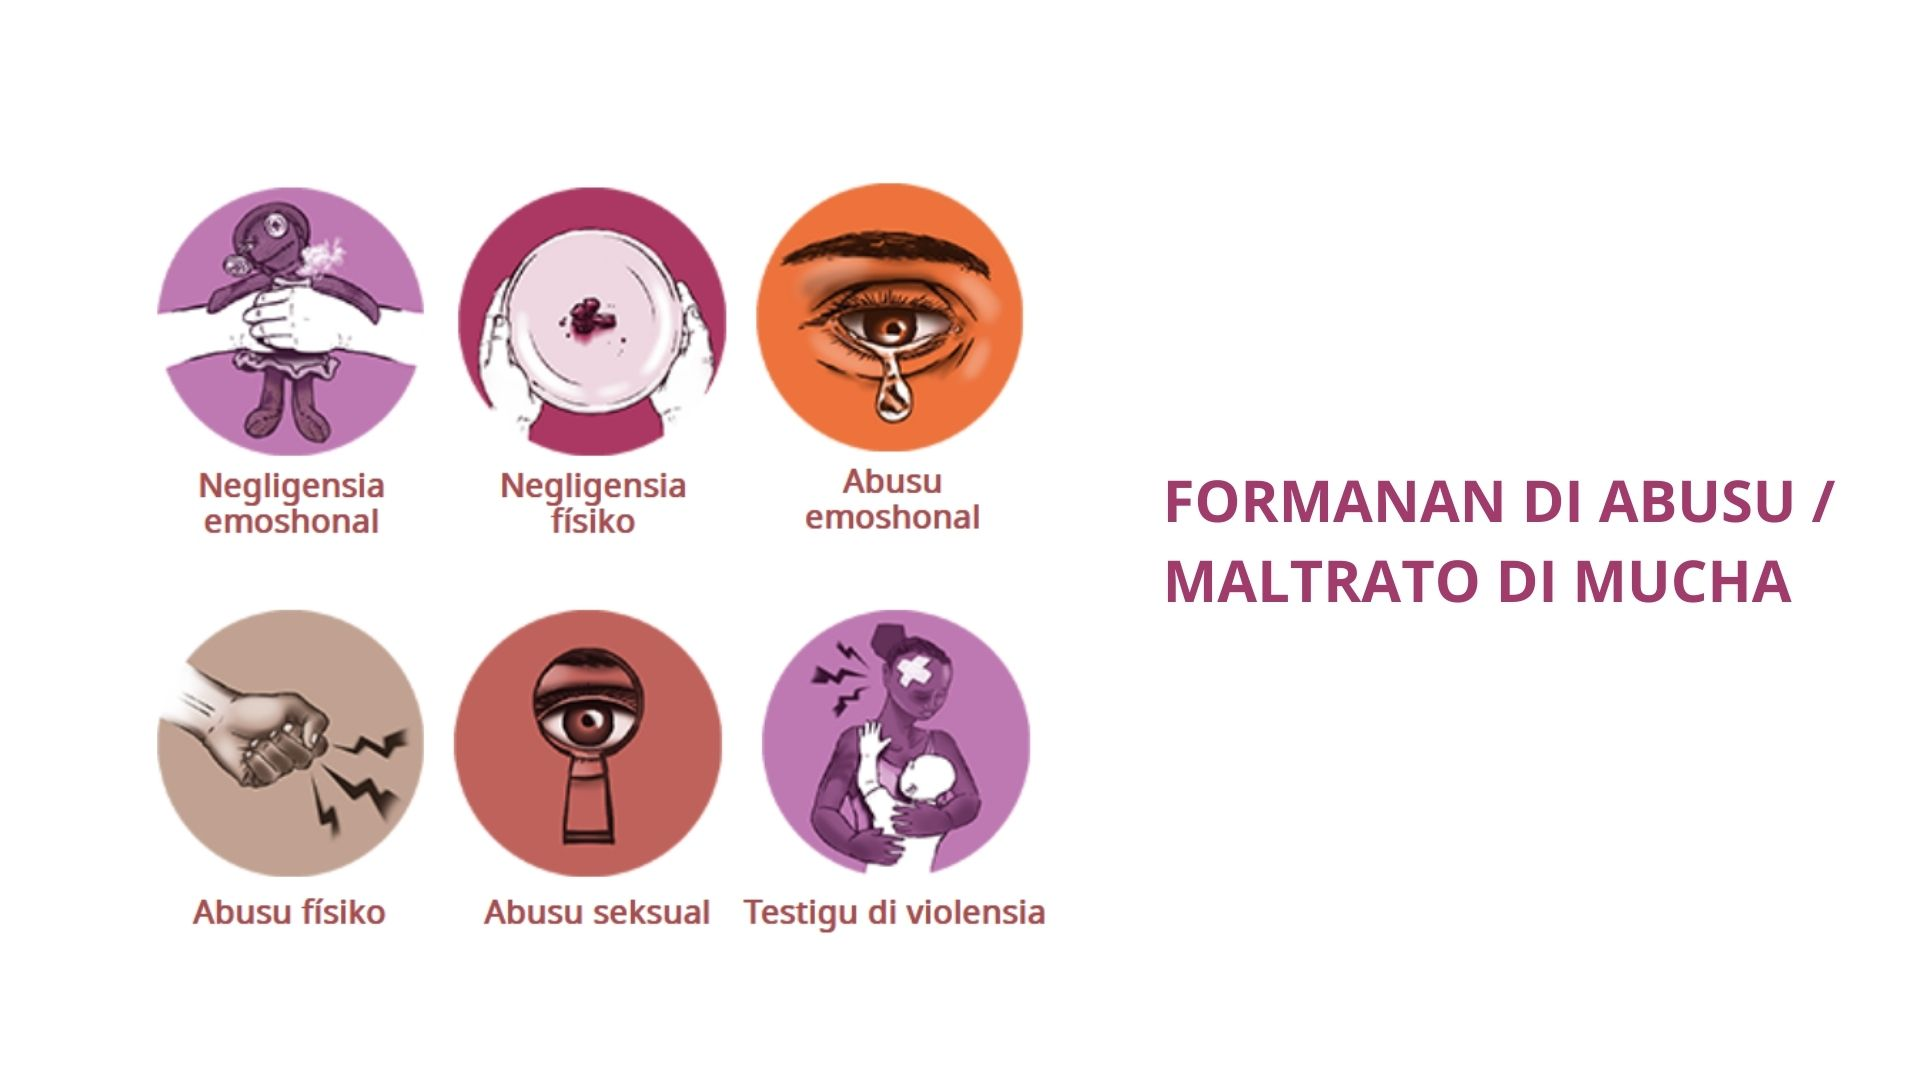 Negligensia
emoshonal
Negligensia
físiko
Abusu
emoshonal
Abusu físiko
Abusu seksual
Testigu di violensia
FORMANAN DI ABUSU /
MALTRATO DI MUCHA